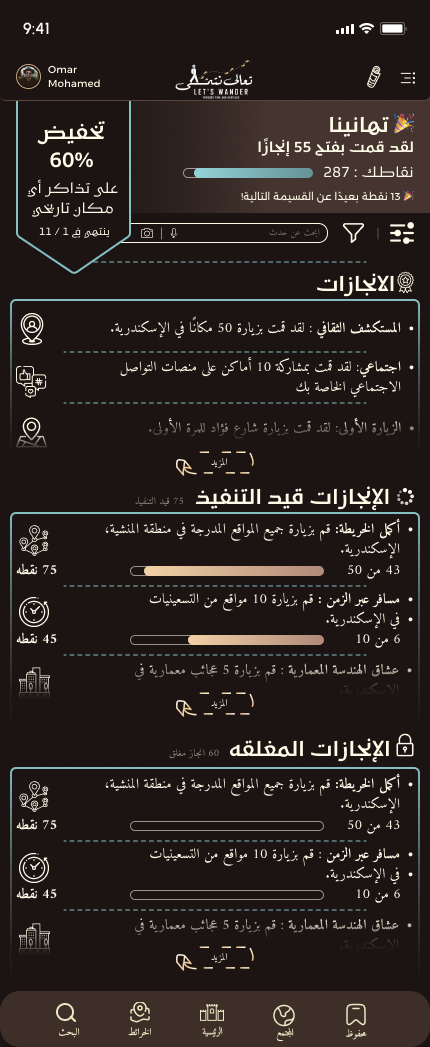 9:41
Omar
Mohamed
تعالى نتمشى
LET'S WANDER
تخفيض
60%
على تذاكر أي
مكان تاريخي
ينتهي في 1 / 11
تهانينا
لقد قمت بفتح 55 إنجازًا
نقاطك : 287
13 نقطة بعيدًا عن القسيمة التالية!
ابحث عن حدث
الانجازات
المستكشف الثقافي : لقد قمت بزيارة 50 مكانًا في الإسكندرية.
اجتماعي: لقد قمت بمشاركة 10 أماكن على منصات التواصل
الاجتماعي الخاصة بك
الزيارة الأولى: لقد قمت بزيارة شارع فؤاد للمرة الأولى.
المزيد
الإنجازات قيد التنفيذ
75 قيد التنفيذ
أكمل الخريطة: قم بزيارة جميع المواقع المدرجة في منطقة المنشية،
الإسكندرية.
43 من 50
75 نقطه
مسافر عبر الزمن : قم بزيارة 10 مواقع من التسعينيات
في الإسكندرية.
6 من 10
45 نقطه
عشاق الهندسة المعمارية : قم بزيارة 5 عجائب معمارية في
الإسكندرية.
المزيد
الإنجازات المغلقه
60 انجاز مغلق
أكمل الخريطة: قم بزيارة جميع المواقع المدرجة في منطقة المنشية،
الإسكندرية.
43 من 50
75 نقطه
مسافر عبر الزمن : قم بزيارة 10 مواقع من التسعينيات
في الإسكندرية.
6 من 10
45 نقطه
عشاق الهندسة المعمارية : قم بزيارة 5 عجائب معمارية في
الإسكندرية.
المزيد
محفوظ
المجتمع
الرئيسية
الخرائط
البحث